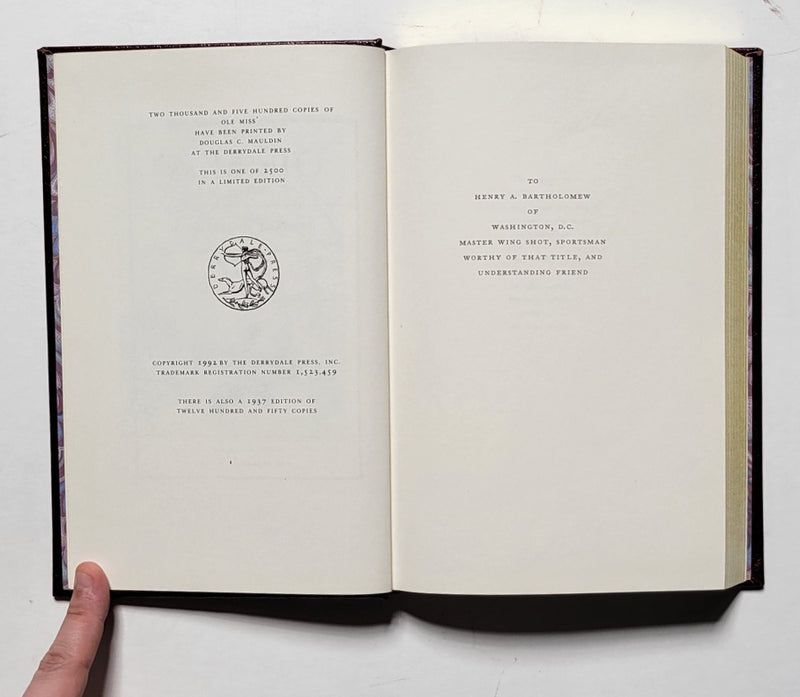 TWO THOUSAND AND FIVE HUNDRED COPIES OF
OLE MISS'
HAVE BEEN PRINTED BY
DOUGLAS C. MAULDIN
AT THE DERRYDALE PRESS
THIS IS ONE OF 2500
IN A LIMITED EDITION
DERRYDALE·PRESS
COPYRIGHT 1992 BY THE DERRYDALE PRESS, INC.
TRADEMARK REGISTRATION NUMBER 1,523,459
THERE IS ALSO A 1937 EDITION OF
TWELVE HUNDRED AND FIFTY COPIES
TO
HENRY A. BARTHOLOMEW
OF
WASHINGTON, D.C.
MASTER WING SHOT, SPORTSMAN
WORTHY OF THAT TITLE, AND
UNDERSTANDING FRIEND